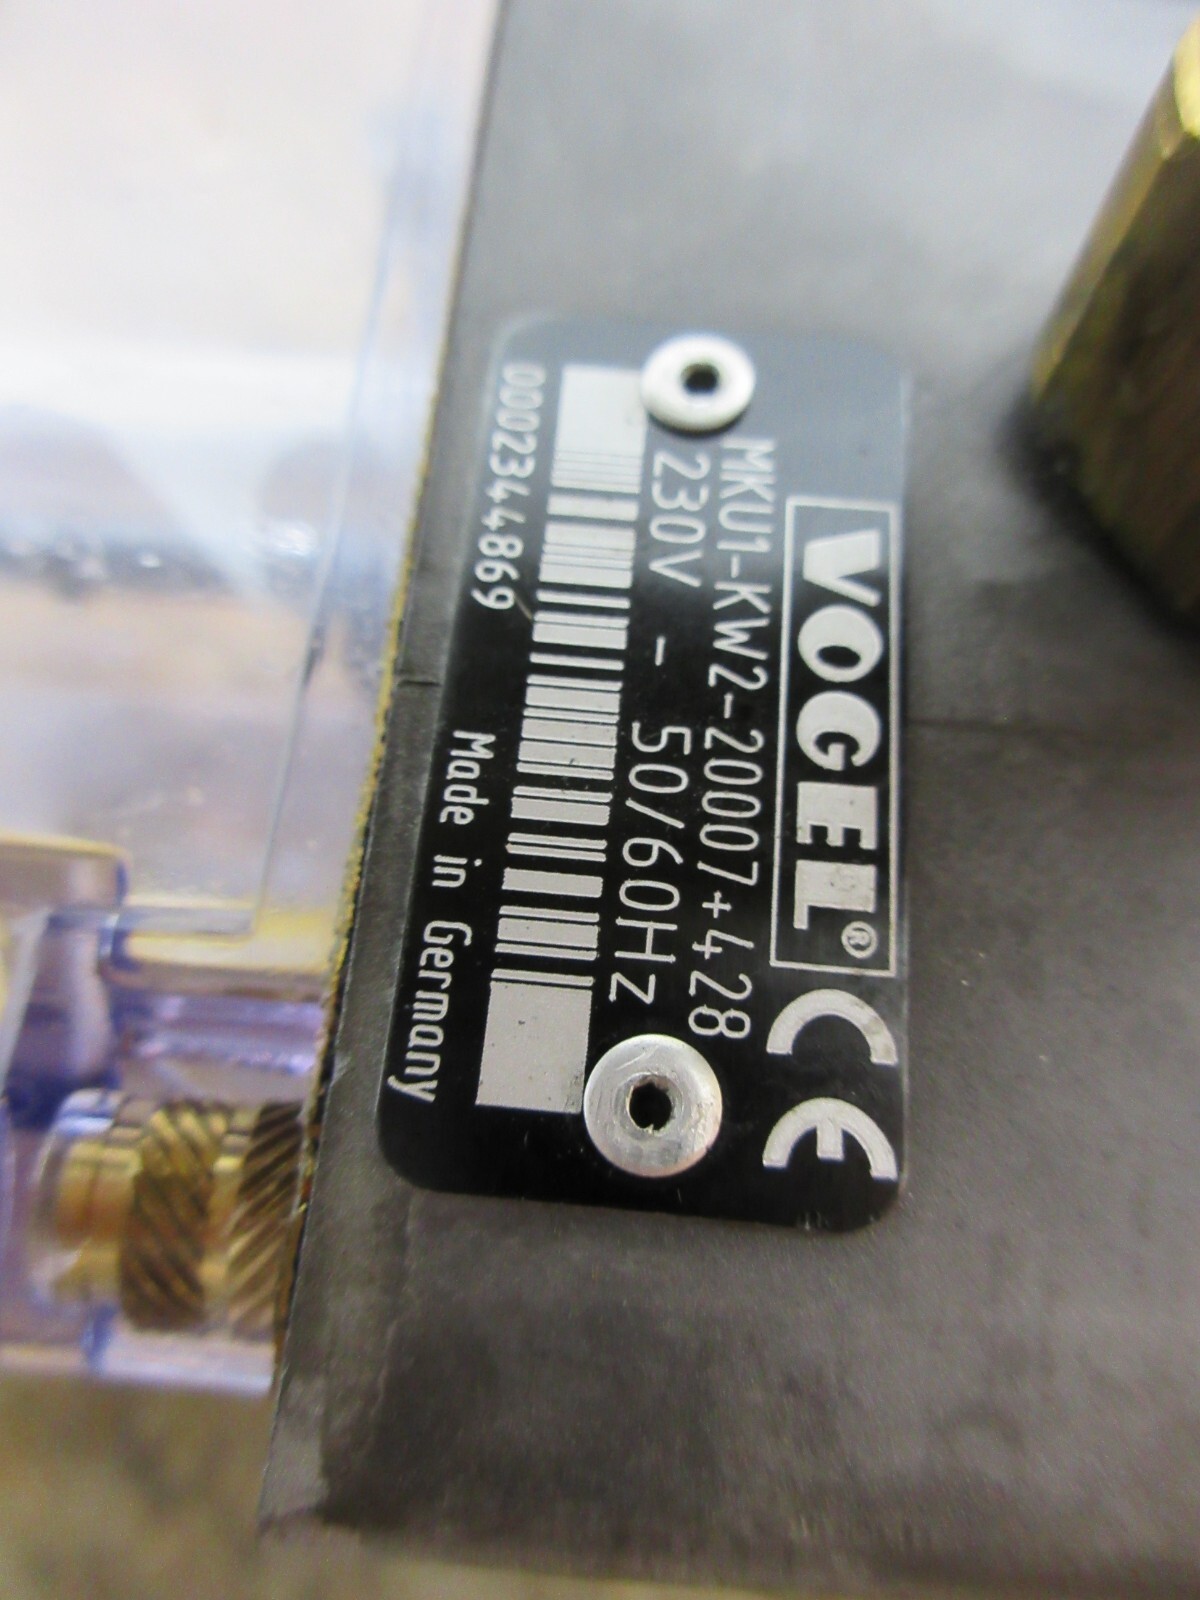 VOGEL® CE
MKU1-KW2-20007+428
230V - 50/60Hz
0002344869
Made in Germany